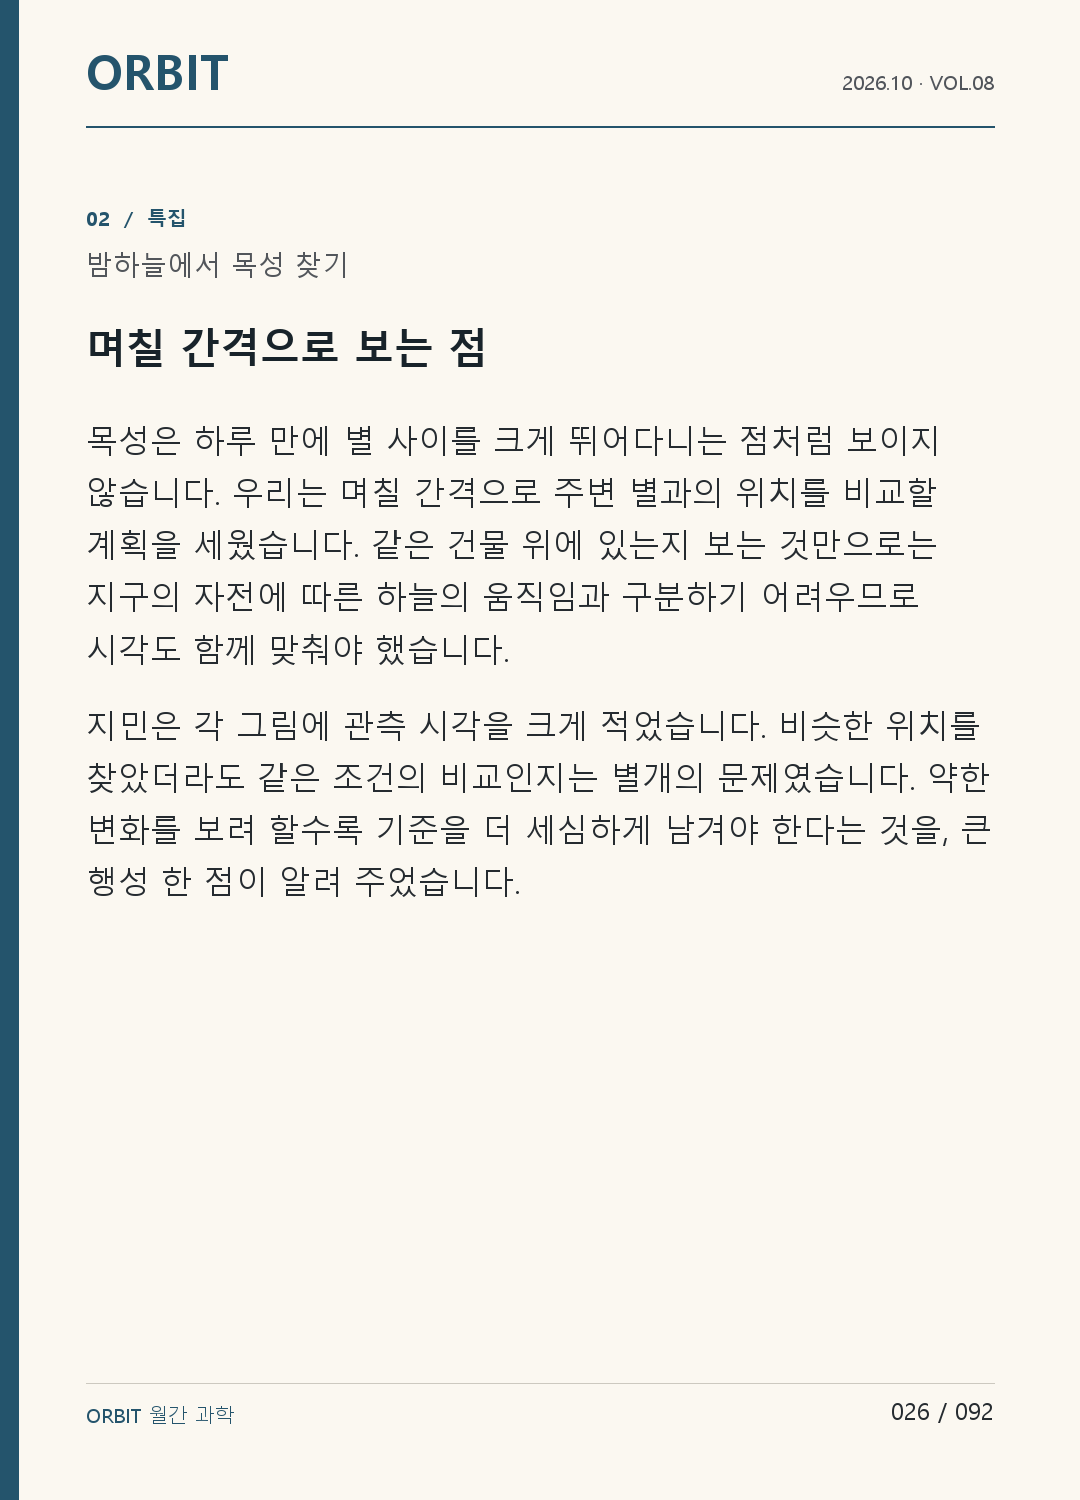 ORBIT
2026.10 · VOL.08
02 / 특집
밤하늘에서 목성 찾기
며칠 간격으로 보는 점
목성은 하루 만에 별 사이를 크게 뛰어다니는 점처럼 보이지
않습니다. 우리는 며칠 간격으로 주변 별과의 위치를 비교할
계획을 세웠습니다. 같은 건물 위에 있는지 보는 것만으로는
지구의 자전에 따른 하늘의 움직임과 구분하기 어려우므로
시각도 함께 맞춰야 했습니다.
지민은 각 그림에 관측 시각을 크게 적었습니다. 비슷한 위치를
찾았더라도 같은 조건의 비교인지는 별개의 문제였습니다. 약한
변화를 보려 할수록 기준을 더 세심하게 남겨야 한다는 것을, 큰
행성 한 점이 알려 주었습니다.
ORBIT 월간 과학
026 / 092